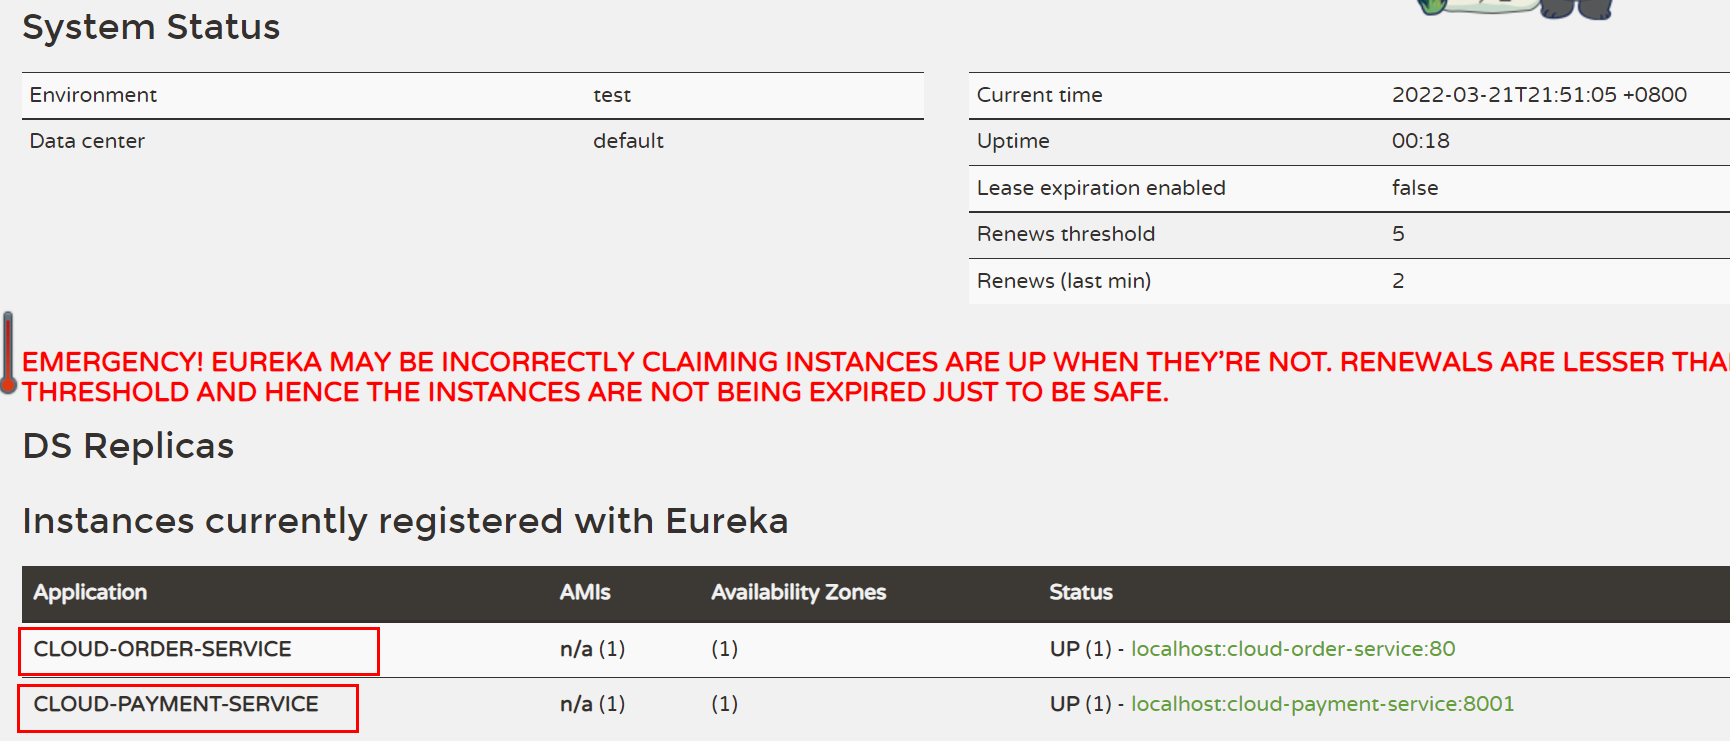 System Status
Environment test
Data center default
Current time 2022-03-21T21:51:05 +0800
Uptime 00:18
Lease expiration enabled false
Renews threshold 5
Renews (last min) 2
EMERGENCY! EUREKA MAY BE INCORRECTLY CLAIMING INSTANCES ARE UP WHEN THEY'RE NOT. RENEWALS ARE LESSER THA
THRESHOLD AND HENCE THE INSTANCES ARE NOT BEING EXPIRED JUST TO BE SAFE.
DS Replicas
Instances currently registered with Eureka
Application AMIs Availability Zones Status
CLOUD-ORDER-SERVICE n/a (1) (1) UP (1) - localhost:cloud-order-service:80
CLOUD-PAYMENT-SERVICE n/a (1) (1) UP (1) - localhost:cloud-payment-service:8001